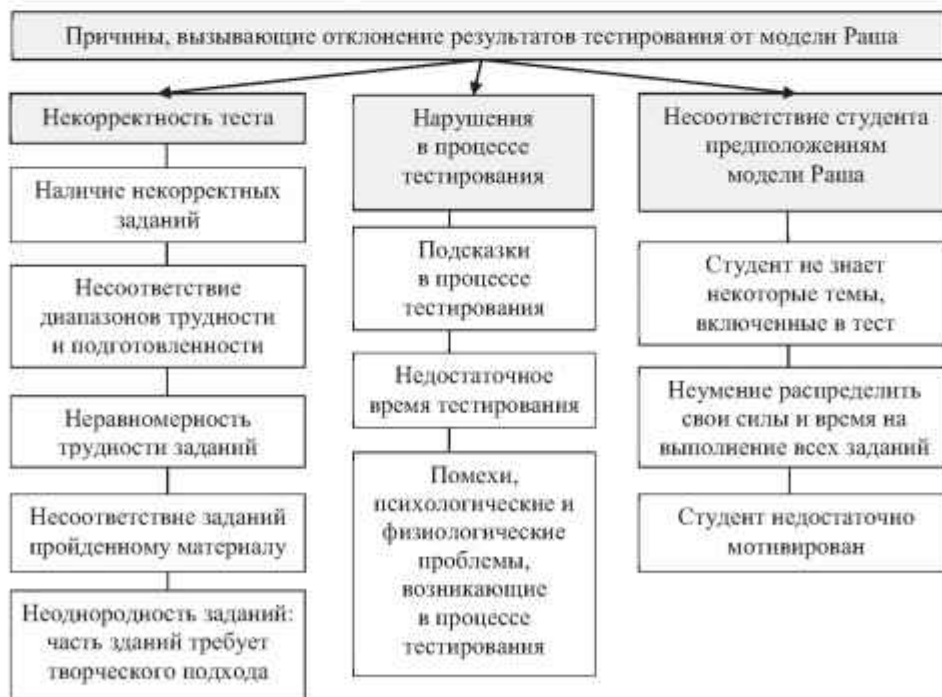 Причины, вызывающие отклонение результатов тестирования от модели Раша
Некорректность теста
Наличие некорректных
заданий
Несоответствие
диапазонов трудности
и подготовленности
Неравномерность
трудности заданий
Несоответствие заданий
пройденному материалу
Неоднородность заданий:
часть зданий требует
творческого подхода
Нарушения
в процессе
тестирования
Подсказки
в процессе
тестирования
Недостаточное
время тестирования
Помехи,
психологические и
физиологические
проблемы,
возникающие
в процессе
тестирования
Несоответствие студента
предположениям
модели Раша
Студент не знает
некоторые темы,
включенные в тест
Неумение распределить
свои силы и время на
выполнение всех заданий
Студент недостаточно
мотивирован